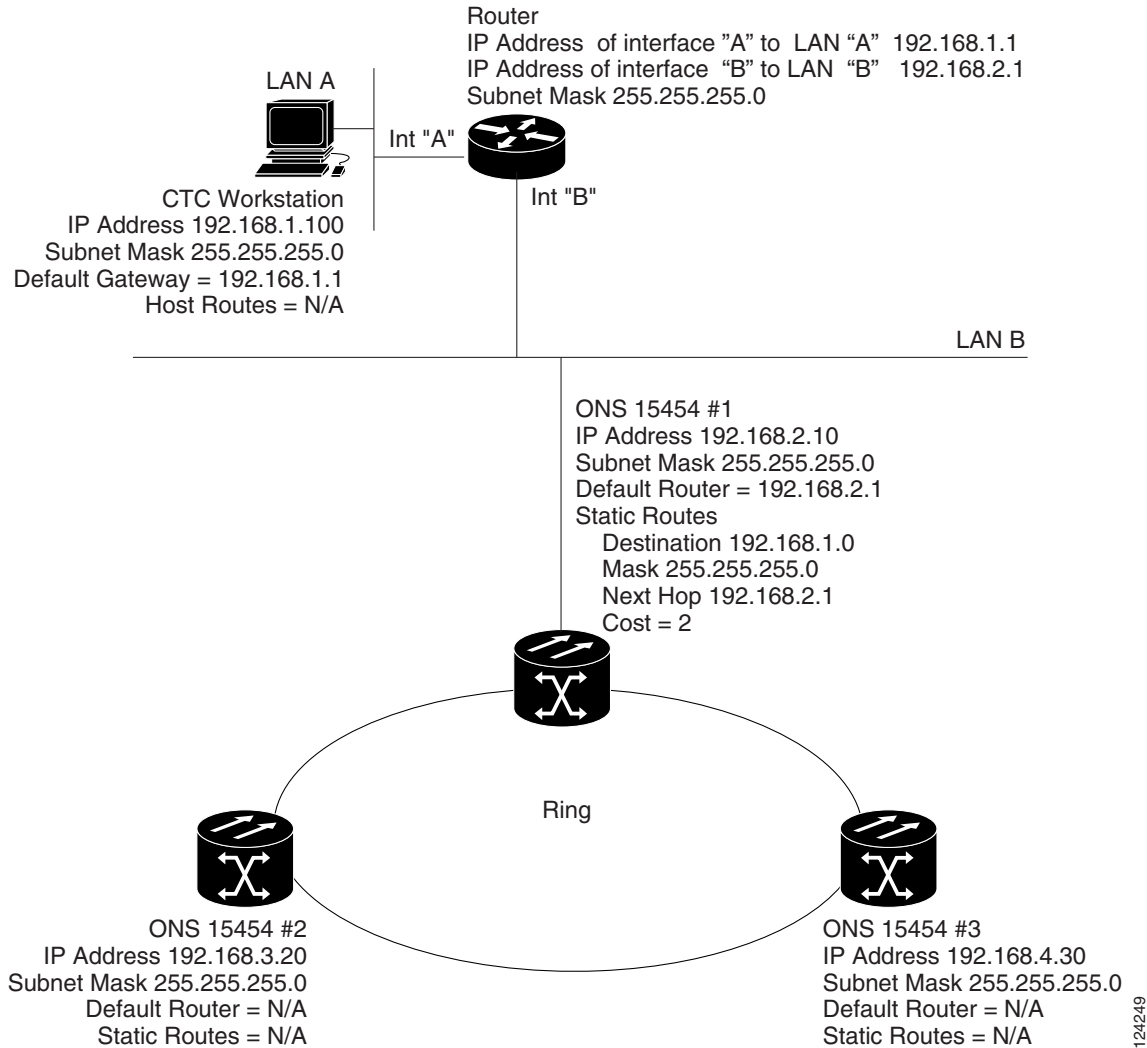 Router
IP Address of interface ”A” to LAN “A” 192.168.1.1
IP Address of interface “B” to LAN “B” 192.168.2.1
Subnet Mask 255.255.255.0
LAN A
Int "A"
Int "B"
CTC Workstation
IP Address 192.168.1.100
Subnet Mask 255.255.255.0
Default Gateway = 192.168.1.1
Host Routes = N/A
LAN B
ONS 15454 #1
IP Address 192.168.2.10
Subnet Mask 255.255.255.0
Default Router = 192.168.2.1
Static Routes
Destination 192.168.1.0
Mask 255.255.255.0
Next Hop 192.168.2.1
Cost = 2
Ring
ONS 15454 #2
IP Address 192.168.3.20
Subnet Mask 255.255.255.0
Default Router = N/A
Static Routes = N/A
ONS 15454 #3
IP Address 192.168.4.30
Subnet Mask 255.255.255.0
Default Router = N/A
Static Routes = N/A
124249